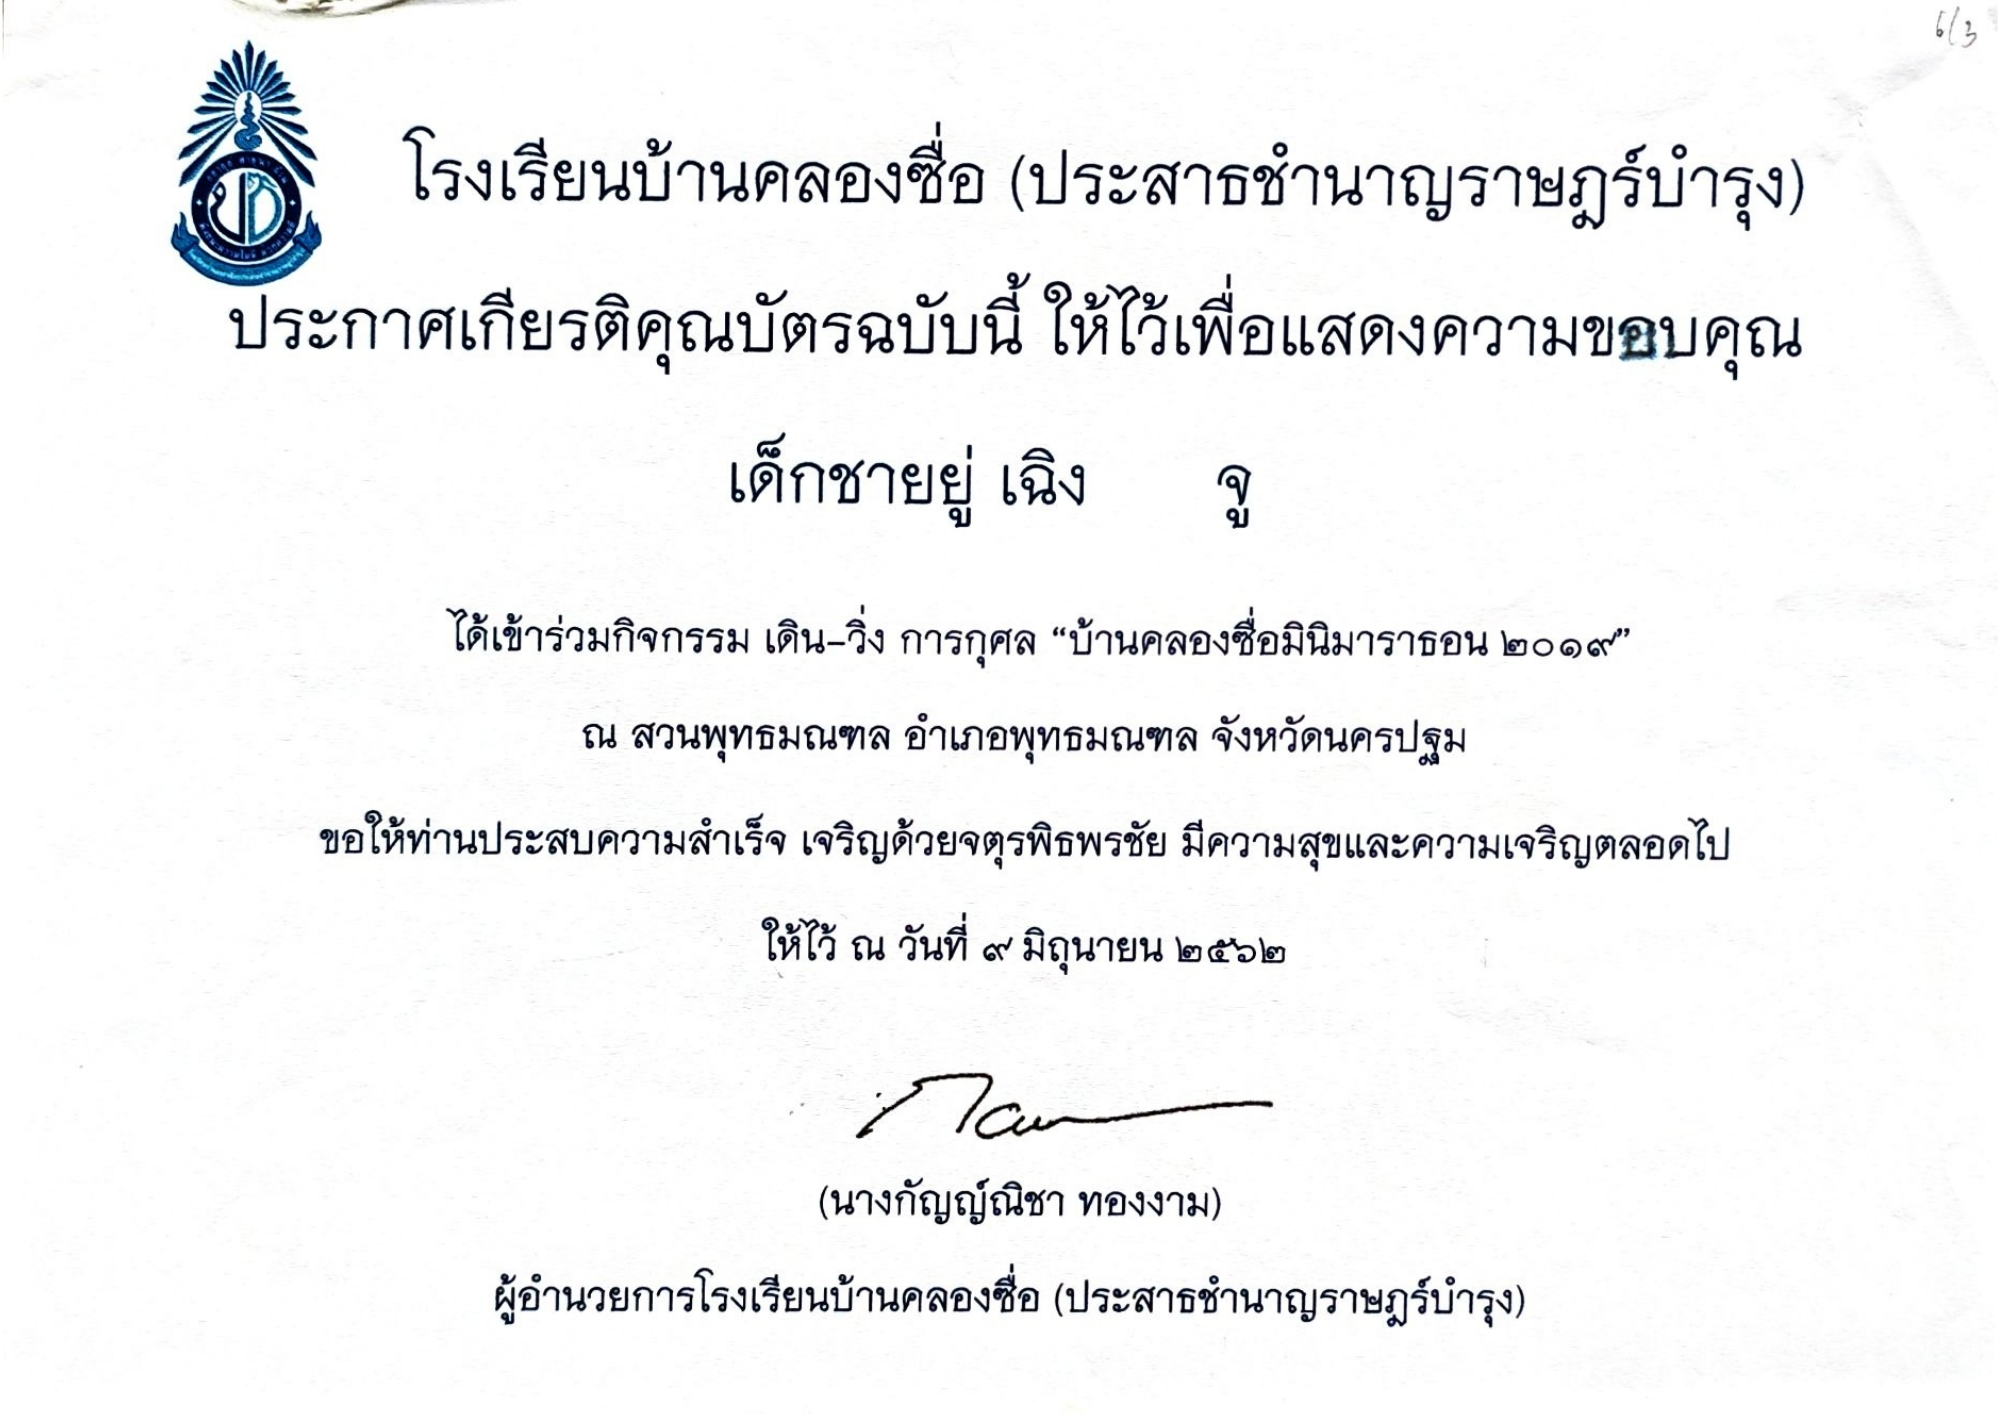 6/3
โรงเรียนบ้านคลองซื่อ (ประสาธชำนาญราษฎร์บำรุง)
ประกาศเกียรติคุณบัตรฉบับนี้ ให้ไว้เพื่อแสดงความขอบคุณ
เด็กชายยู่ เฉิง จู
ได้เข้าร่วมกิจกรรม เดิน-วิ่ง การกุศล “บ้านคลองซื่อมินิมาราธอน ๒๐๑๙”
ณ สวนพุทธมณฑล อำเภอพุทธมณฑล จังหวัดนครปฐม
ขอให้ท่านประสบความสำเร็จ เจริญด้วยจตุรพิธพรชัย มีความสุขและความเจริญตลอดไป
ให้ไว้ ณ วันที่ ๙ มิถุนายน ๒๕๖๒
(นางกัญญ์ณิชา ทองงาม)
ผู้อำนวยการโรงเรียนบ้านคลองซื่อ (ประสาธชำนาญราษฎร์บำรุง)